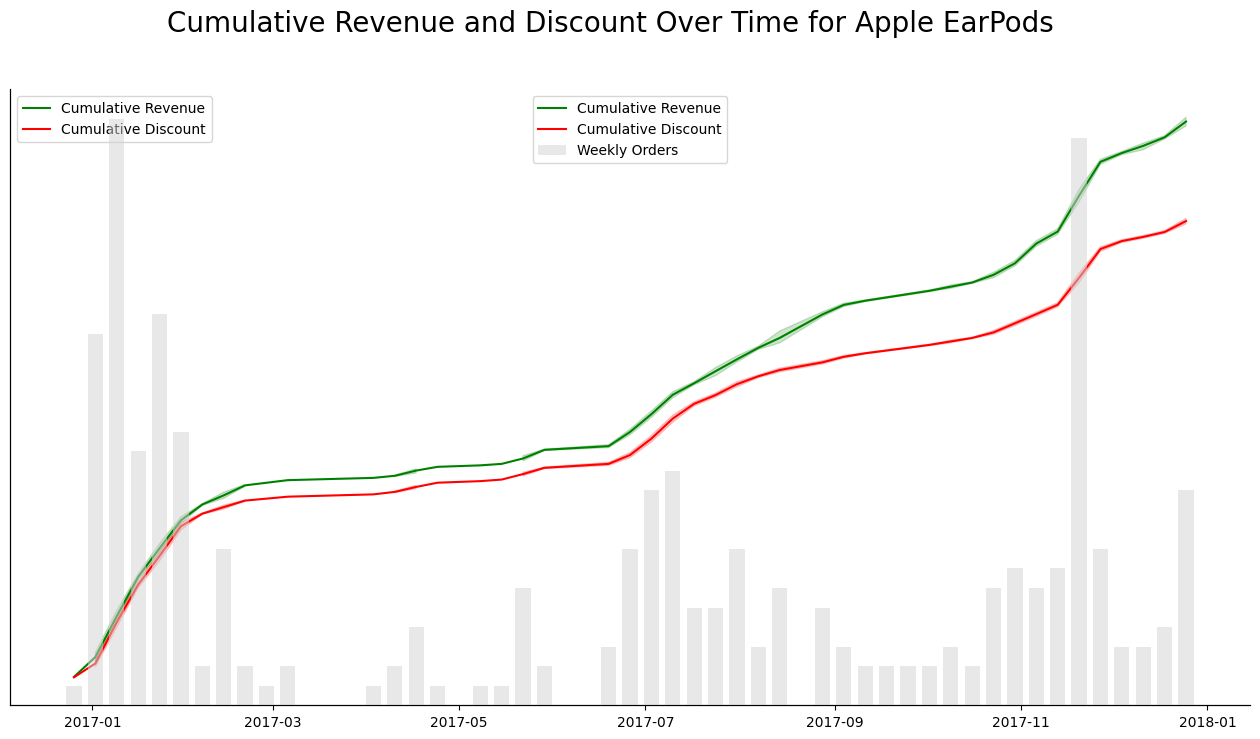 Cumulative Revenue and Discount Over Time for Apple EarPods
Cumulative Revenue
Cumulative Discount
Cumulative Revenue
Cumulative Discount
Weekly Orders
2017-01 2017-03 2017-05 2017-07 2017-09 2017-11 2018-01